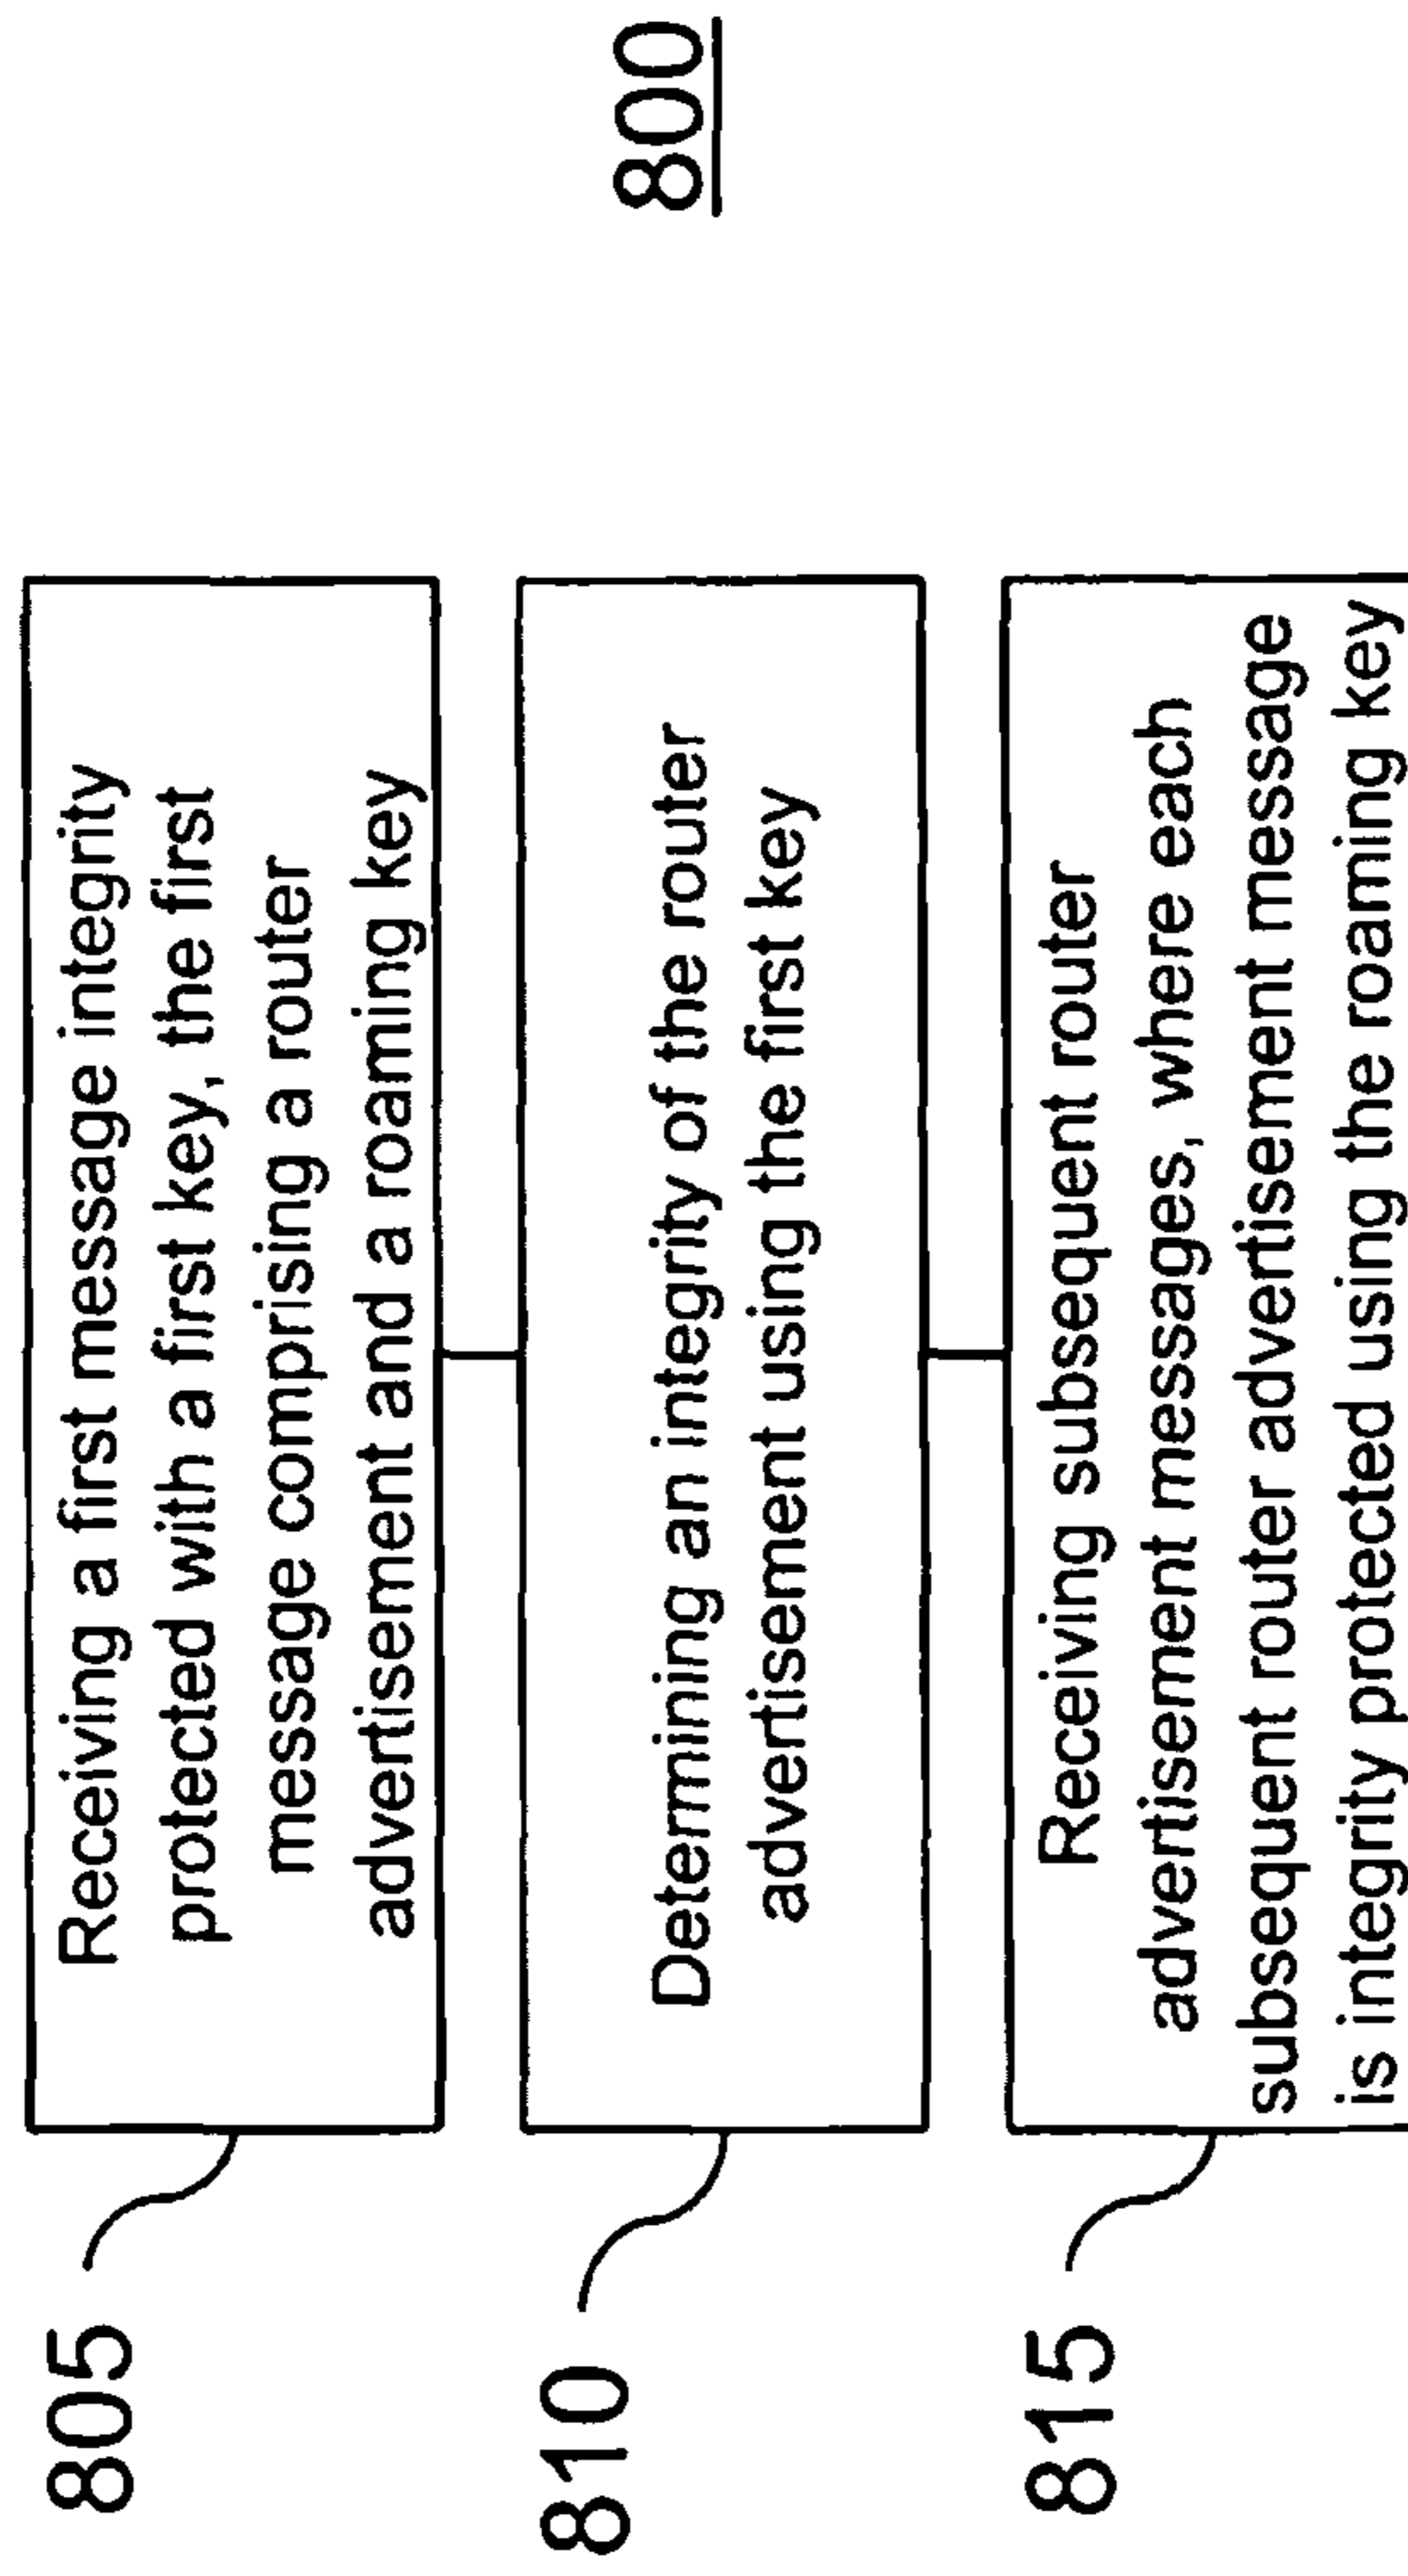 805
Receiving a first message integrity
protected with a first key, the first
message comprising a router
advertisement and a roaming key
810
Determining an integrity of the router
advertisement using the first key
815
Receiving subsequent router
advertisement messages, where each
subsequent router advertisement message
is integrity protected using the roaming key
800